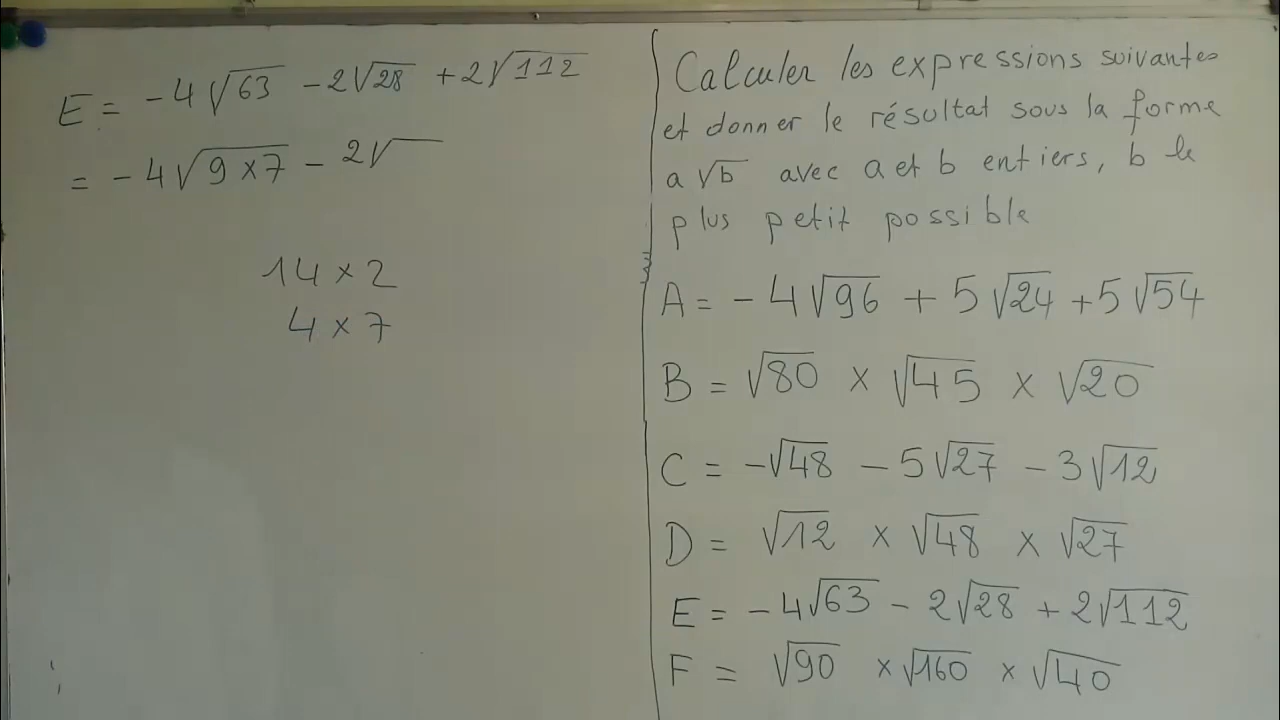 E = -4√63 - 2√28 + 2√112
= -4√9×7 - 2√
14 × 2
4 × 7
Calculer les expressions suivantes
et donner le résultat sous la forme
a√b avec a et b entiers, b le
plus petit possible
A = -4√96 + 5√24 + 5√54
B = √80 × √45 × √20
C = -√48 - 5√27 - 3√12
D = √12 × √48 × √27
E = -4√63 - 2√28 + 2√112
F = √90 × √160 × √40